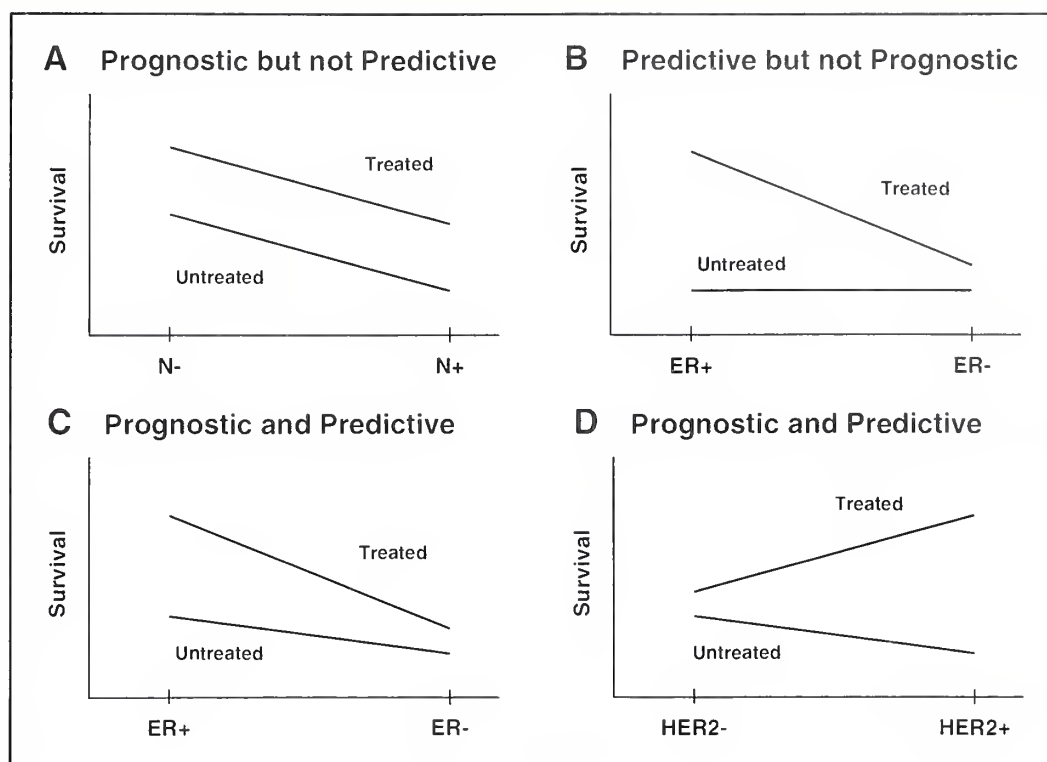 A Prognostic but not Predictive
Survival
Treated
Untreated
N-
N+
B Predictive but not Prognostic
Survival
Treated
Untreated
ER+
ER-
C Prognostic and Predictive
Survival
Treated
Untreated
ER+
ER-
D Prognostic and Predictive
Survival
Treated
Untreated
HER2-
HER2+